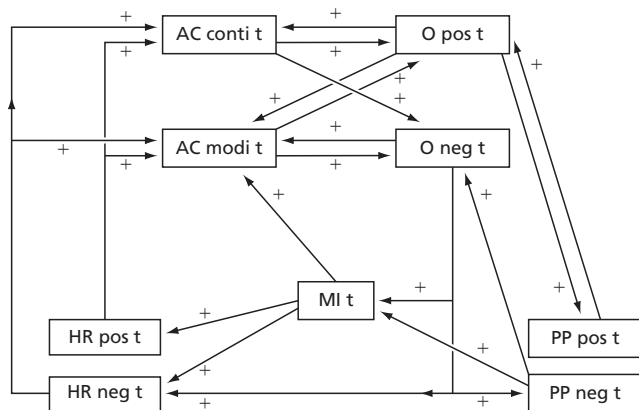 + +
AC conti t O pos t
+ + +
+ +
+ + +
AC modi t O neg t
+ + +
+ +
+
MI t
+ + +
HR pos t PP pos t
+ +
HR neg t PP neg t
+ +